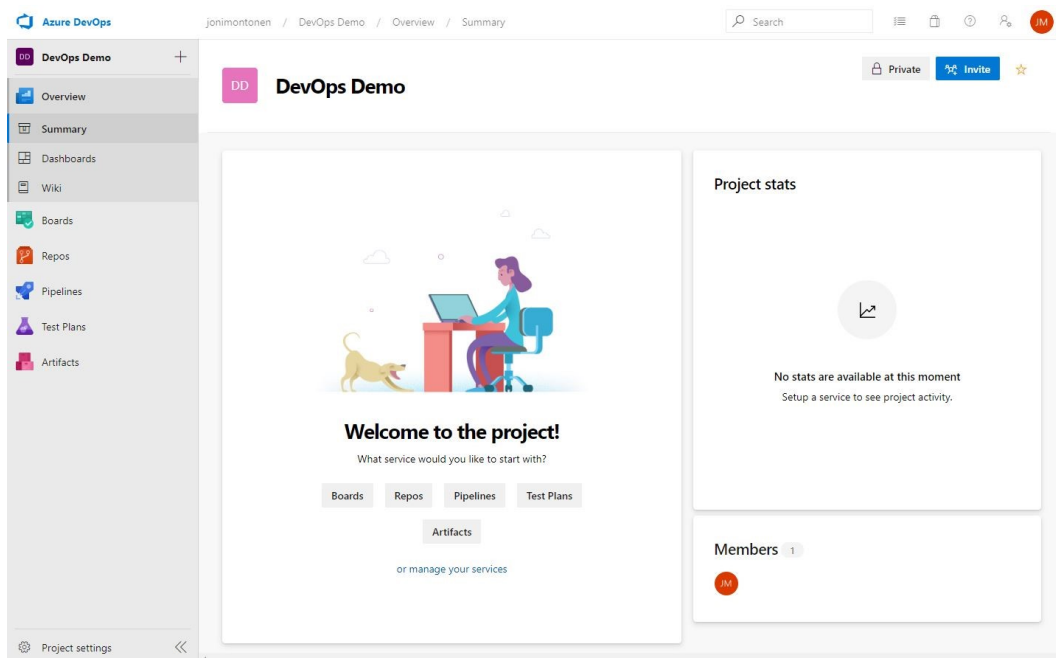 Azure DevOps
jonimontonen / DevOps Demo / Overview / Summary
Search
JM
DD DevOps Demo
Overview
Summary
Dashboards
Wiki
Boards
Repos
Pipelines
Test Plans
Artifacts
Project settings
DD DevOps Demo
Private
Invite
Welcome to the project!
What service would you like to start with?
Boards Repos Pipelines Test Plans
Artifacts
or manage your services
Project stats
No stats are available at this moment
Setup a service to see project activity.
Members 1
JM